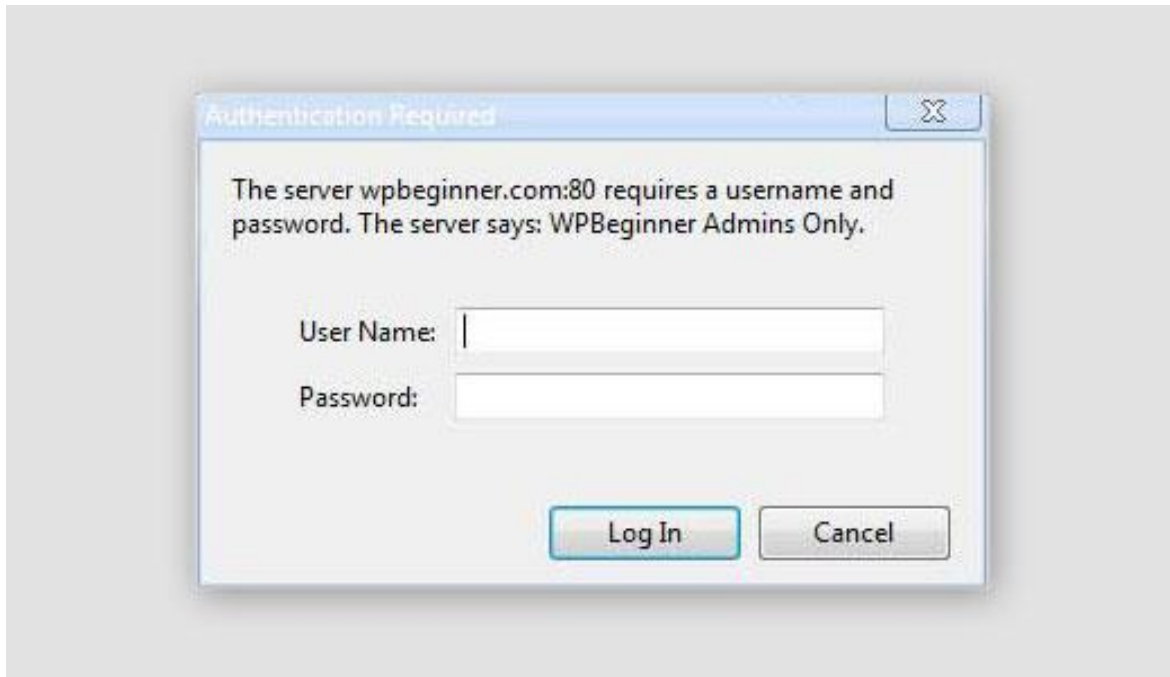 Authentication Required
The server wpbeginner.com:80 requires a username and
password. The server says: WPBeginner Admins Only.
User Name:
Password:
Log In Cancel